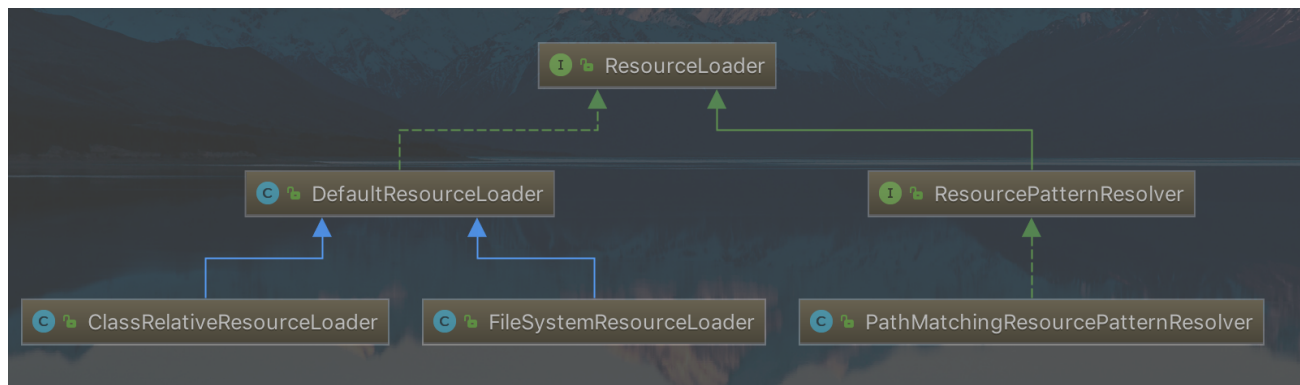 I ResourceLoader
C DefaultResourceLoader
I ResourcePatternResolver
C ClassRelativeResourceLoader
C FileSystemResourceLoader
C PathMatchingResourcePatternResolver